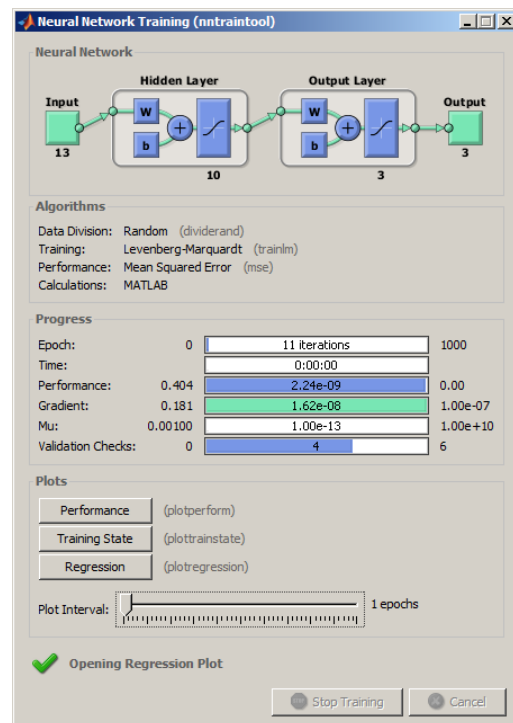 Neural Network Training (nntraintool)
Neural Network
Hidden Layer Output Layer
Input Output
W W
+ +
b b
13 3
10 3
Algorithms
Data Division: Random (dividerand)
Training: Levenberg-Marquardt (trainlm)
Performance: Mean Squared Error (mse)
Calculations: MATLAB
Progress
Epoch: 0 11 iterations 1000
Time: 0:00:00
Performance: 0.404 2.24e-09 0.00
Gradient: 0.181 1.62e-08 1.00e-07
Mu: 0.00100 1.00e-13 1.00e+10
Validation Checks: 0 4 6
Plots
Performance (plotperform)
Training State (plottrainstate)
Regression (plotregression)
Plot Interval: 1 epochs
Opening Regression Plot
Stop Training Cancel